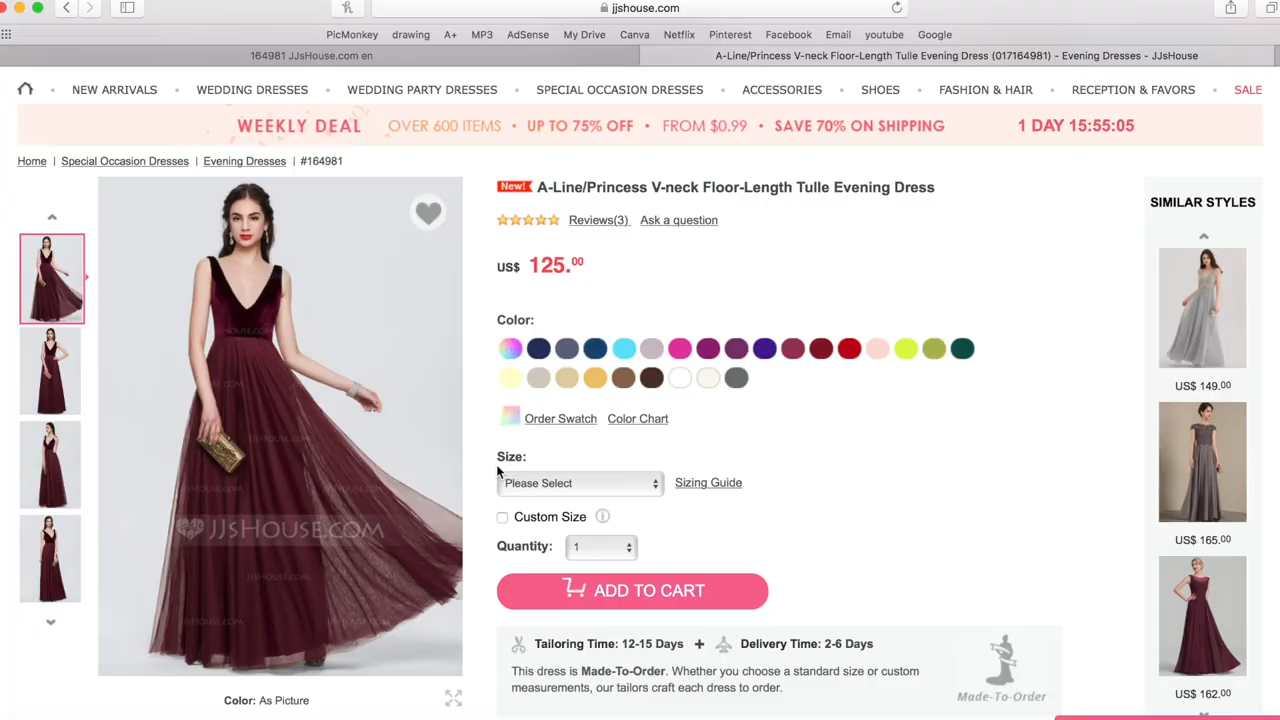 jjshouse.com
PicMonkey drawing A+ MP3 AdSense My Drive Canva Netflix Pinterest Facebook Email youtube Google
164981 JJsHouse.com en
A-Line/Princess V-neck Floor-Length Tulle Evening Dress (017164981) - Evening Dresses - JJsHouse
NEW ARRIVALS • WEDDING DRESSES • WEDDING PARTY DRESSES • SPECIAL OCCASION DRESSES • ACCESSORIES • SHOES • FASHION & HAIR • RECEPTION & FAVORS • SALE
WEEKLY DEAL OVER 600 ITEMS • UP TO 75% OFF • FROM $0.99 • SAVE 70% ON SHIPPING 1 DAY 15:55:05
Home | Special Occasion Dresses | Evening Dresses | #164981
New! A-Line/Princess V-neck Floor-Length Tulle Evening Dress
Reviews(3) Ask a question
US$ 125.00
Color:
Order Swatch Color Chart
Size:
Please Select Sizing Guide
Custom Size
Quantity: 1
ADD TO CART
Tailoring Time: 12-15 Days + Delivery Time: 2-6 Days
This dress is Made-To-Order. Whether you choose a standard size or custom
measurements, our tailors craft each dress to order.
Made-To-Order
JJSHOUSE.COM
Color: As Picture
SIMILAR STYLES
US$ 149.00
US$ 165.00
US$ 162.00